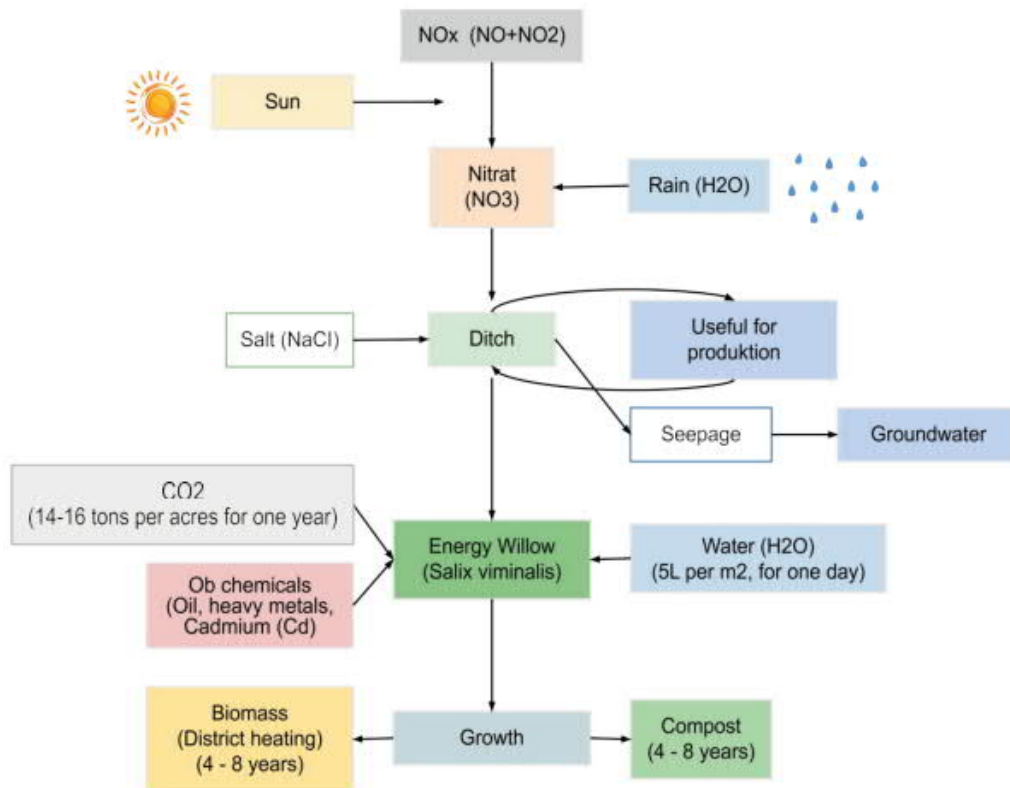 NOx (NO+NO2)
Sun
Nitrat
(NO3)
Rain (H2O)
Salt (NaCl)
Ditch
Useful for
produktion
Seepage
Groundwater
CO2
(14-16 tons per acres for one year)
Energy Willow
(Salix viminalis)
Water (H2O)
(5L per m2, for one day)
Ob chemicals
(Oil, heavy metals,
Cadmium (Cd)
Biomass
(District heating)
(4 - 8 years)
Growth
Compost
(4 - 8 years)